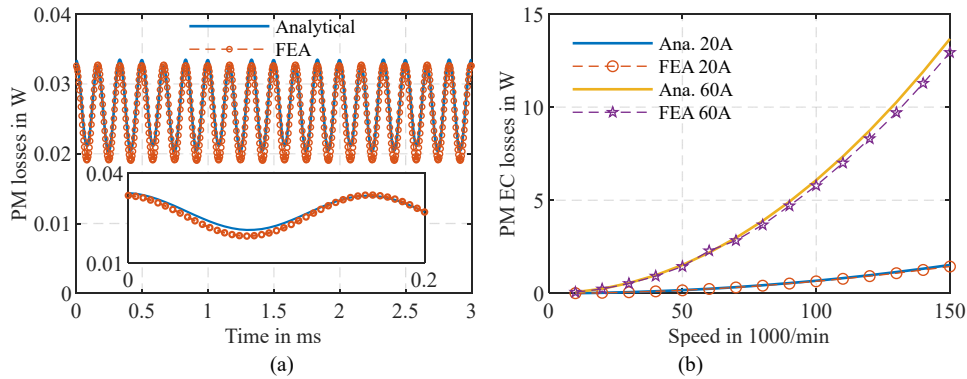 0.04
0.03
0.02
0.01
0
PM losses in W
Analytical
FEA
0.04
0.01
0
0.2
0 0.5 1 1.5 2 2.5 3
Time in ms
(a)
15
10
5
0
PM EC losses in W
Ana. 20A
FEA 20A
Ana. 60A
FEA 60A
50 100 150
Speed in 1000/min
(b)